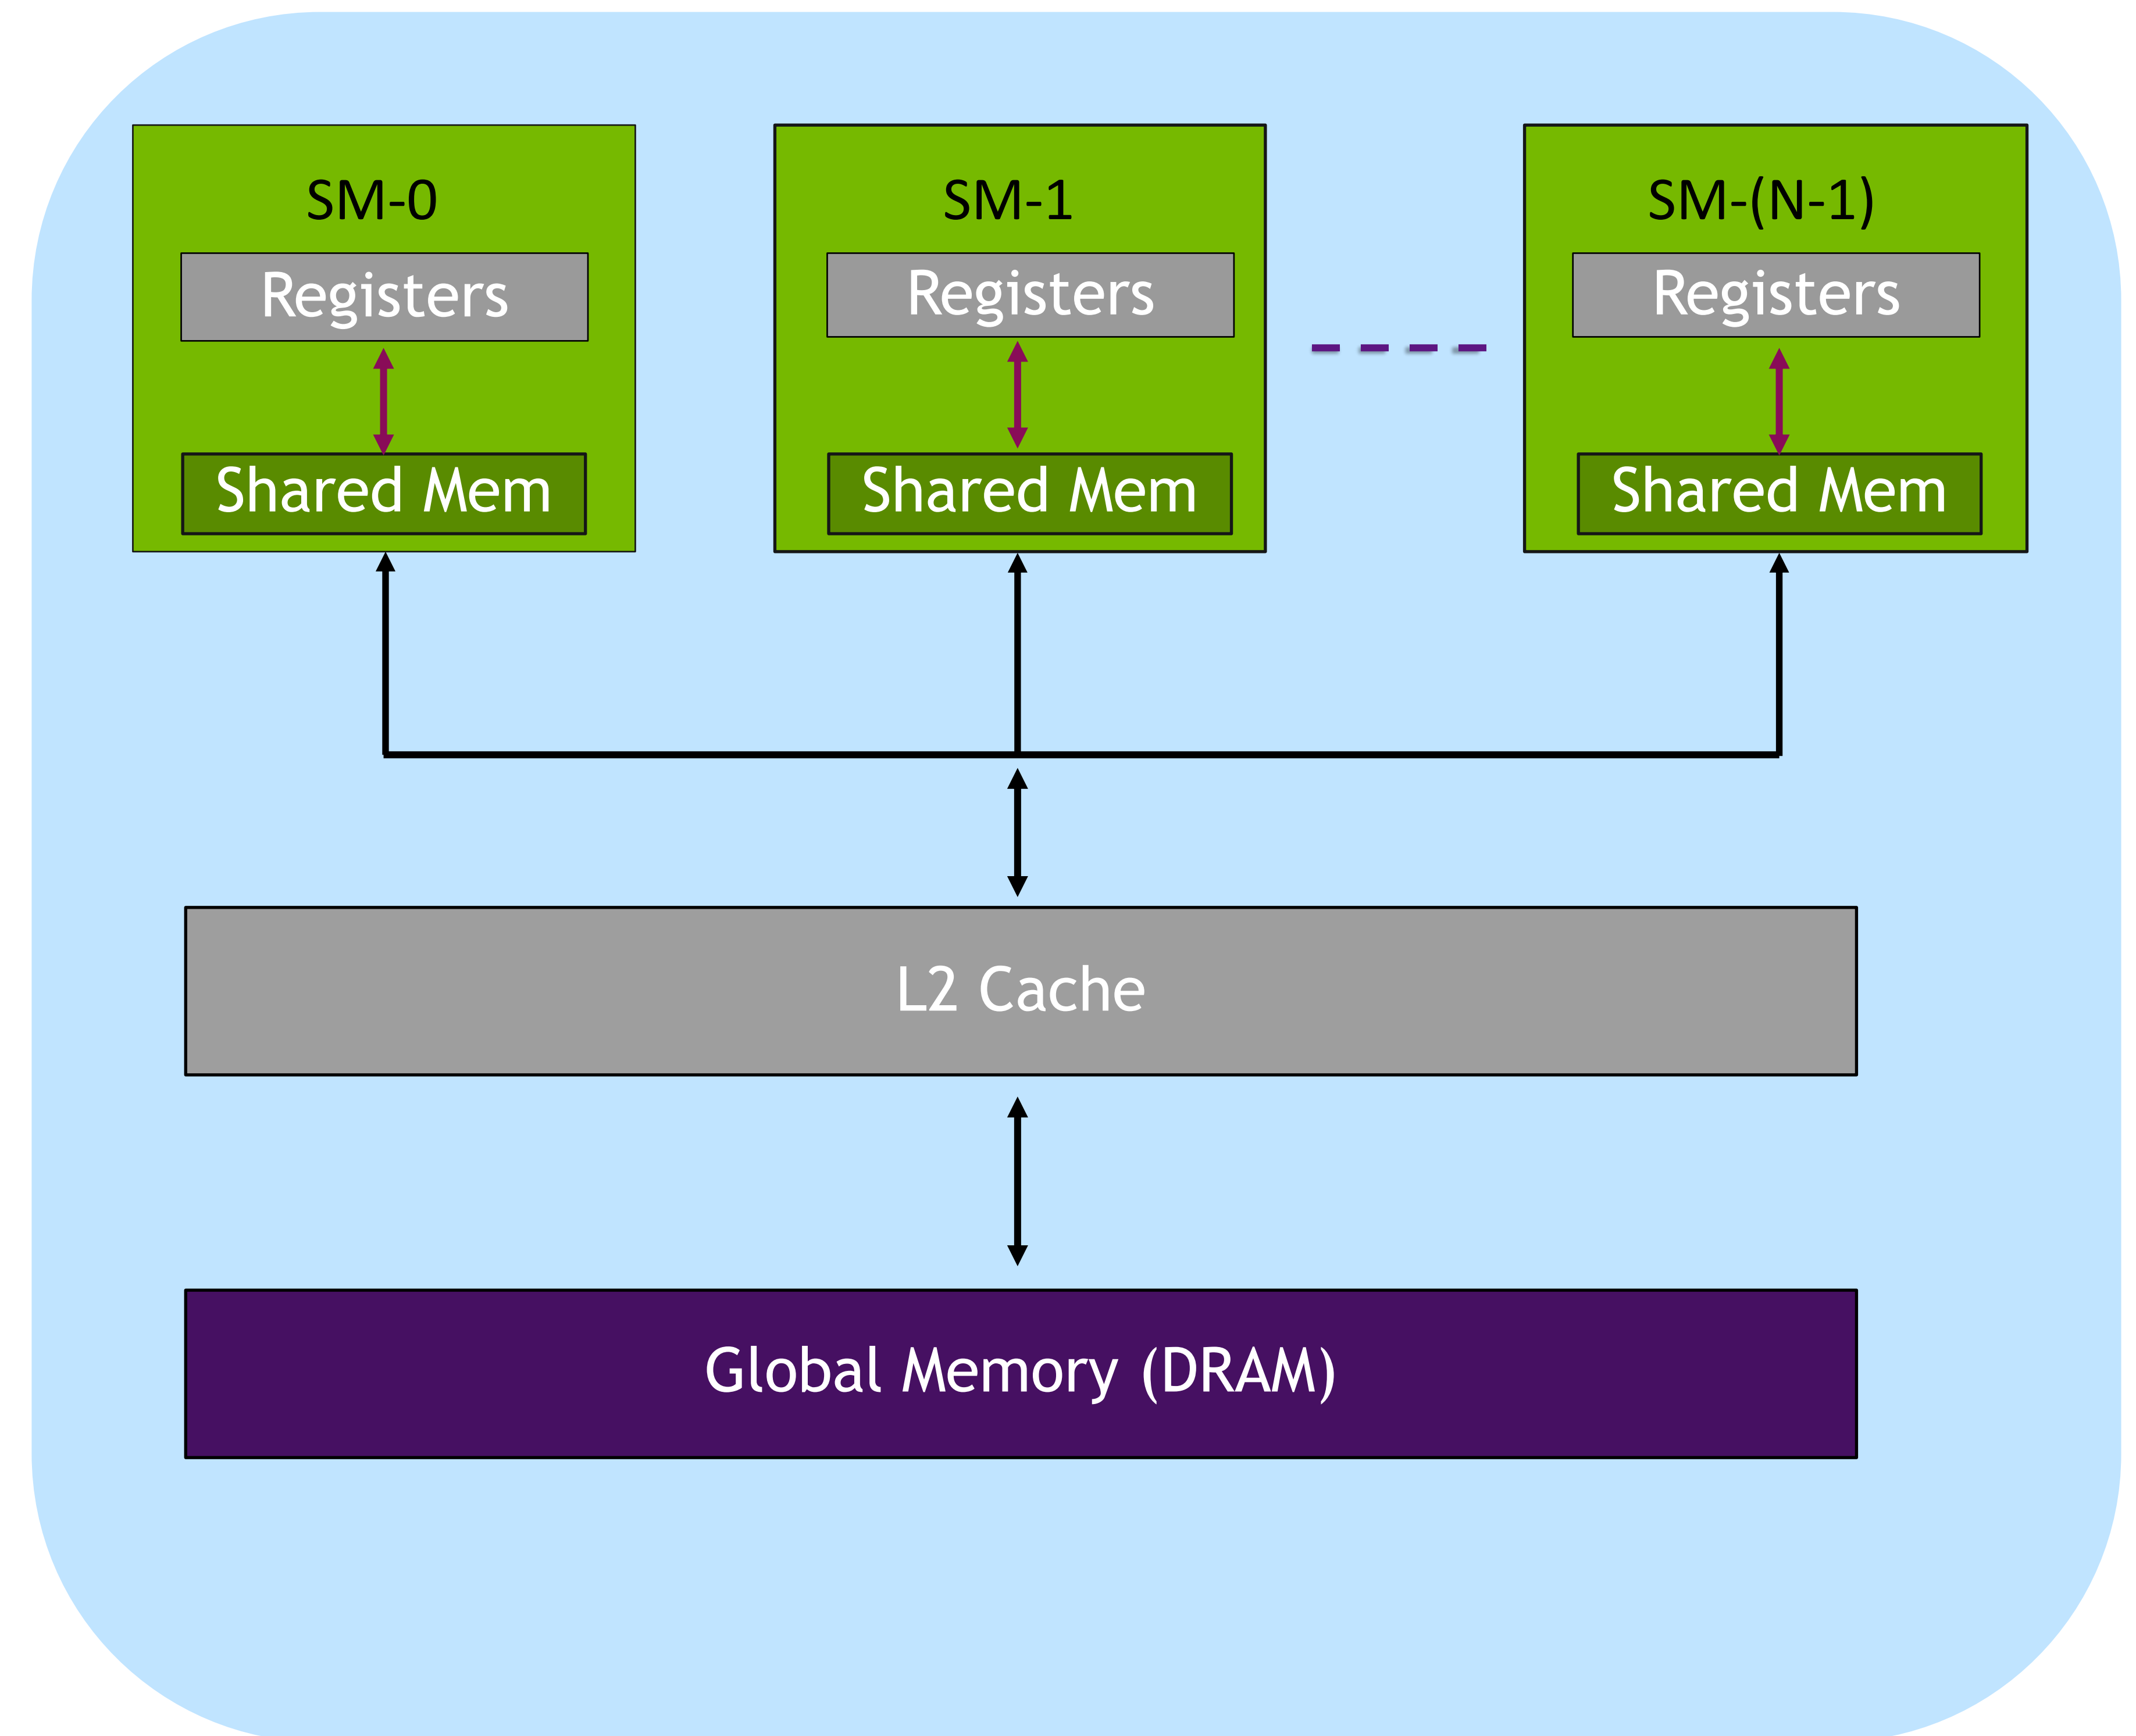 SM-0
Registers
Shared Mem
SM-1
Registers
Shared Mem
SM-(N-1)
Registers
Shared Mem
L2 Cache
Global Memory (DRAM)